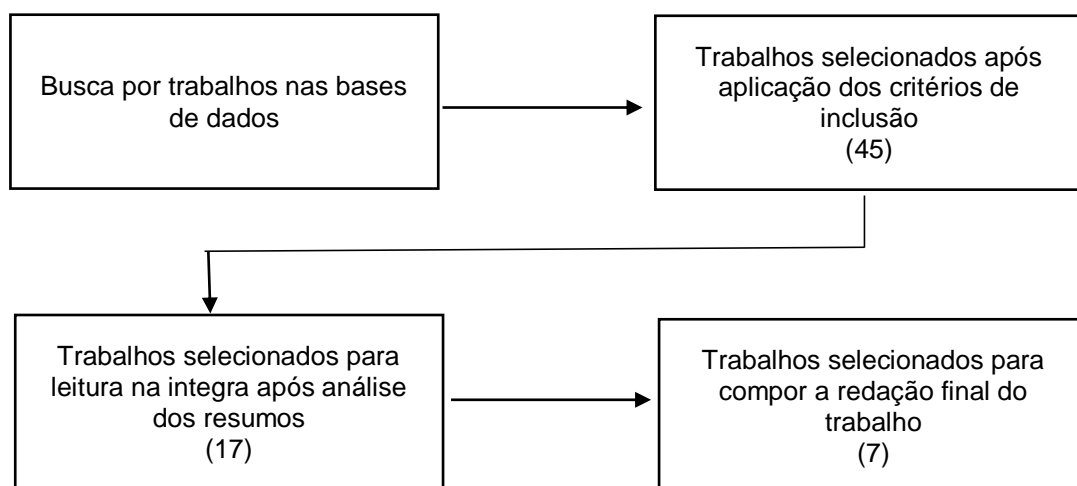 Busca por trabalhos nas bases
de dados
Trabalhos selecionados após
aplicação dos critérios de
inclusão
(45)
Trabalhos selecionados para
leitura na integra após análise
dos resumos
(17)
Trabalhos selecionados para
compor a redação final do
trabalho
(7)